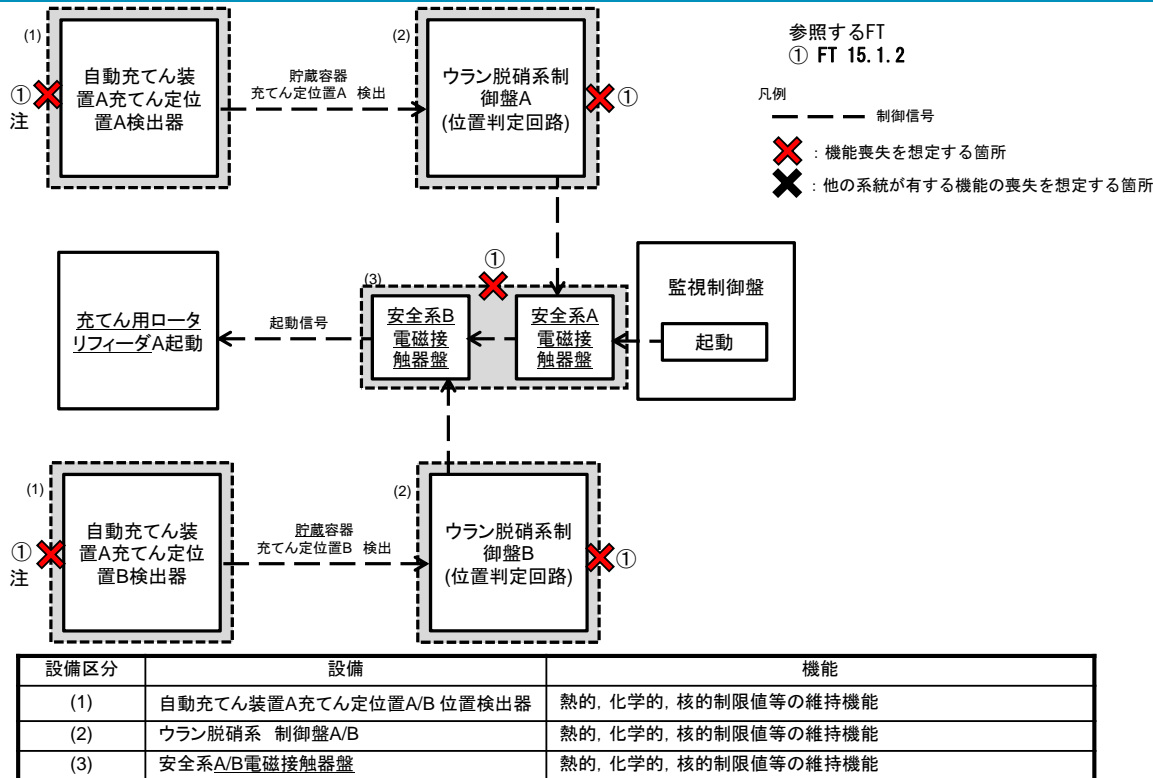 (1)
自動充てん装
置A充てん定位
置A検出器
①
注
貯蔵容器
充てん定位置A 検出
(2)
ウラン脱硝系制
御盤A
(位置判定回路)
①
参照するFT
① FT 15.1.2
凡例
制御信号
：機能喪失を想定する箇所
：他の系統が有する機能の喪失を想定する箇所
充てん用ロータ
リフィーダA起動
起動信号
(3)
①
安全系B
電磁接
触器盤
安全系A
電磁接
触器盤
監視制御盤
起動
(1)
自動充てん装
置A充てん定位
置B検出器
①
注
貯蔵容器
充てん定位置B 検出
(2)
ウラン脱硝系制
御盤B
(位置判定回路)
①
設備区分 設備 機能
(1) 自動充てん装置A充てん定位置A/B 位置検出器 熱的, 化学的, 核的制限値等の維持機能
(2) ウラン脱硝系 制御盤A/B 熱的, 化学的, 核的制限値等の維持機能
(3) 安全系A/B電磁接触器盤 熱的, 化学的, 核的制限値等の維持機能